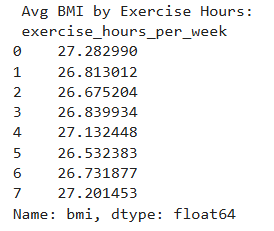 Avg BMI by Exercise Hours:
exercise_hours_per_week
0    27.282990
1    26.813012
2    26.675204
3    26.839934
4    27.132448
5    26.532383
6    26.731877
7    27.201453
Name: bmi, dtype: float64